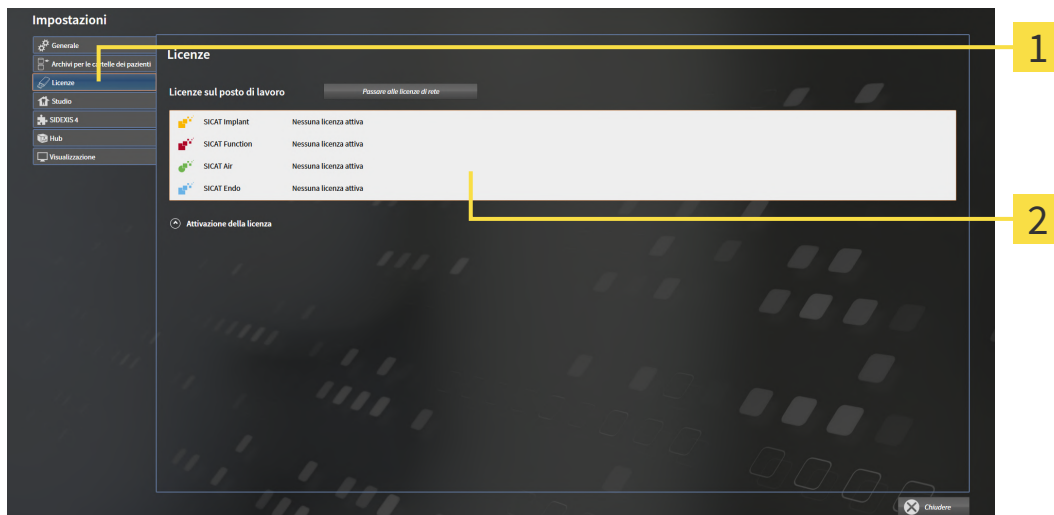 Impostazioni
Generale
Archivi per le cartelle dei pazienti
Licenze
Studio
SIDEXIS 4
Hub
Visualizzazione
Licenze
Licenze sul posto di lavoro
Passare alle licenze di rete
SICAT Implant Nessuna licenza attiva
SICAT Function Nessuna licenza attiva
SICAT Air Nessuna licenza attiva
SICAT Endo Nessuna licenza attiva
Attivazione della licenza
Chiudere
1
2